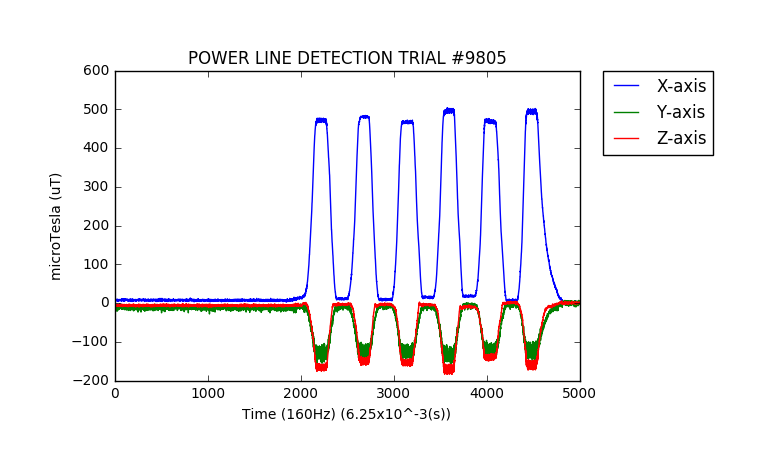 POWER LINE DETECTION TRIAL #9805
600
500
400
300
200
100
0
−100
−200
microTesla (uT)
0
1000
2000
3000
4000
5000
Time (160Hz) (6.25x10^-3(s))
X-axis
Y-axis
Z-axis